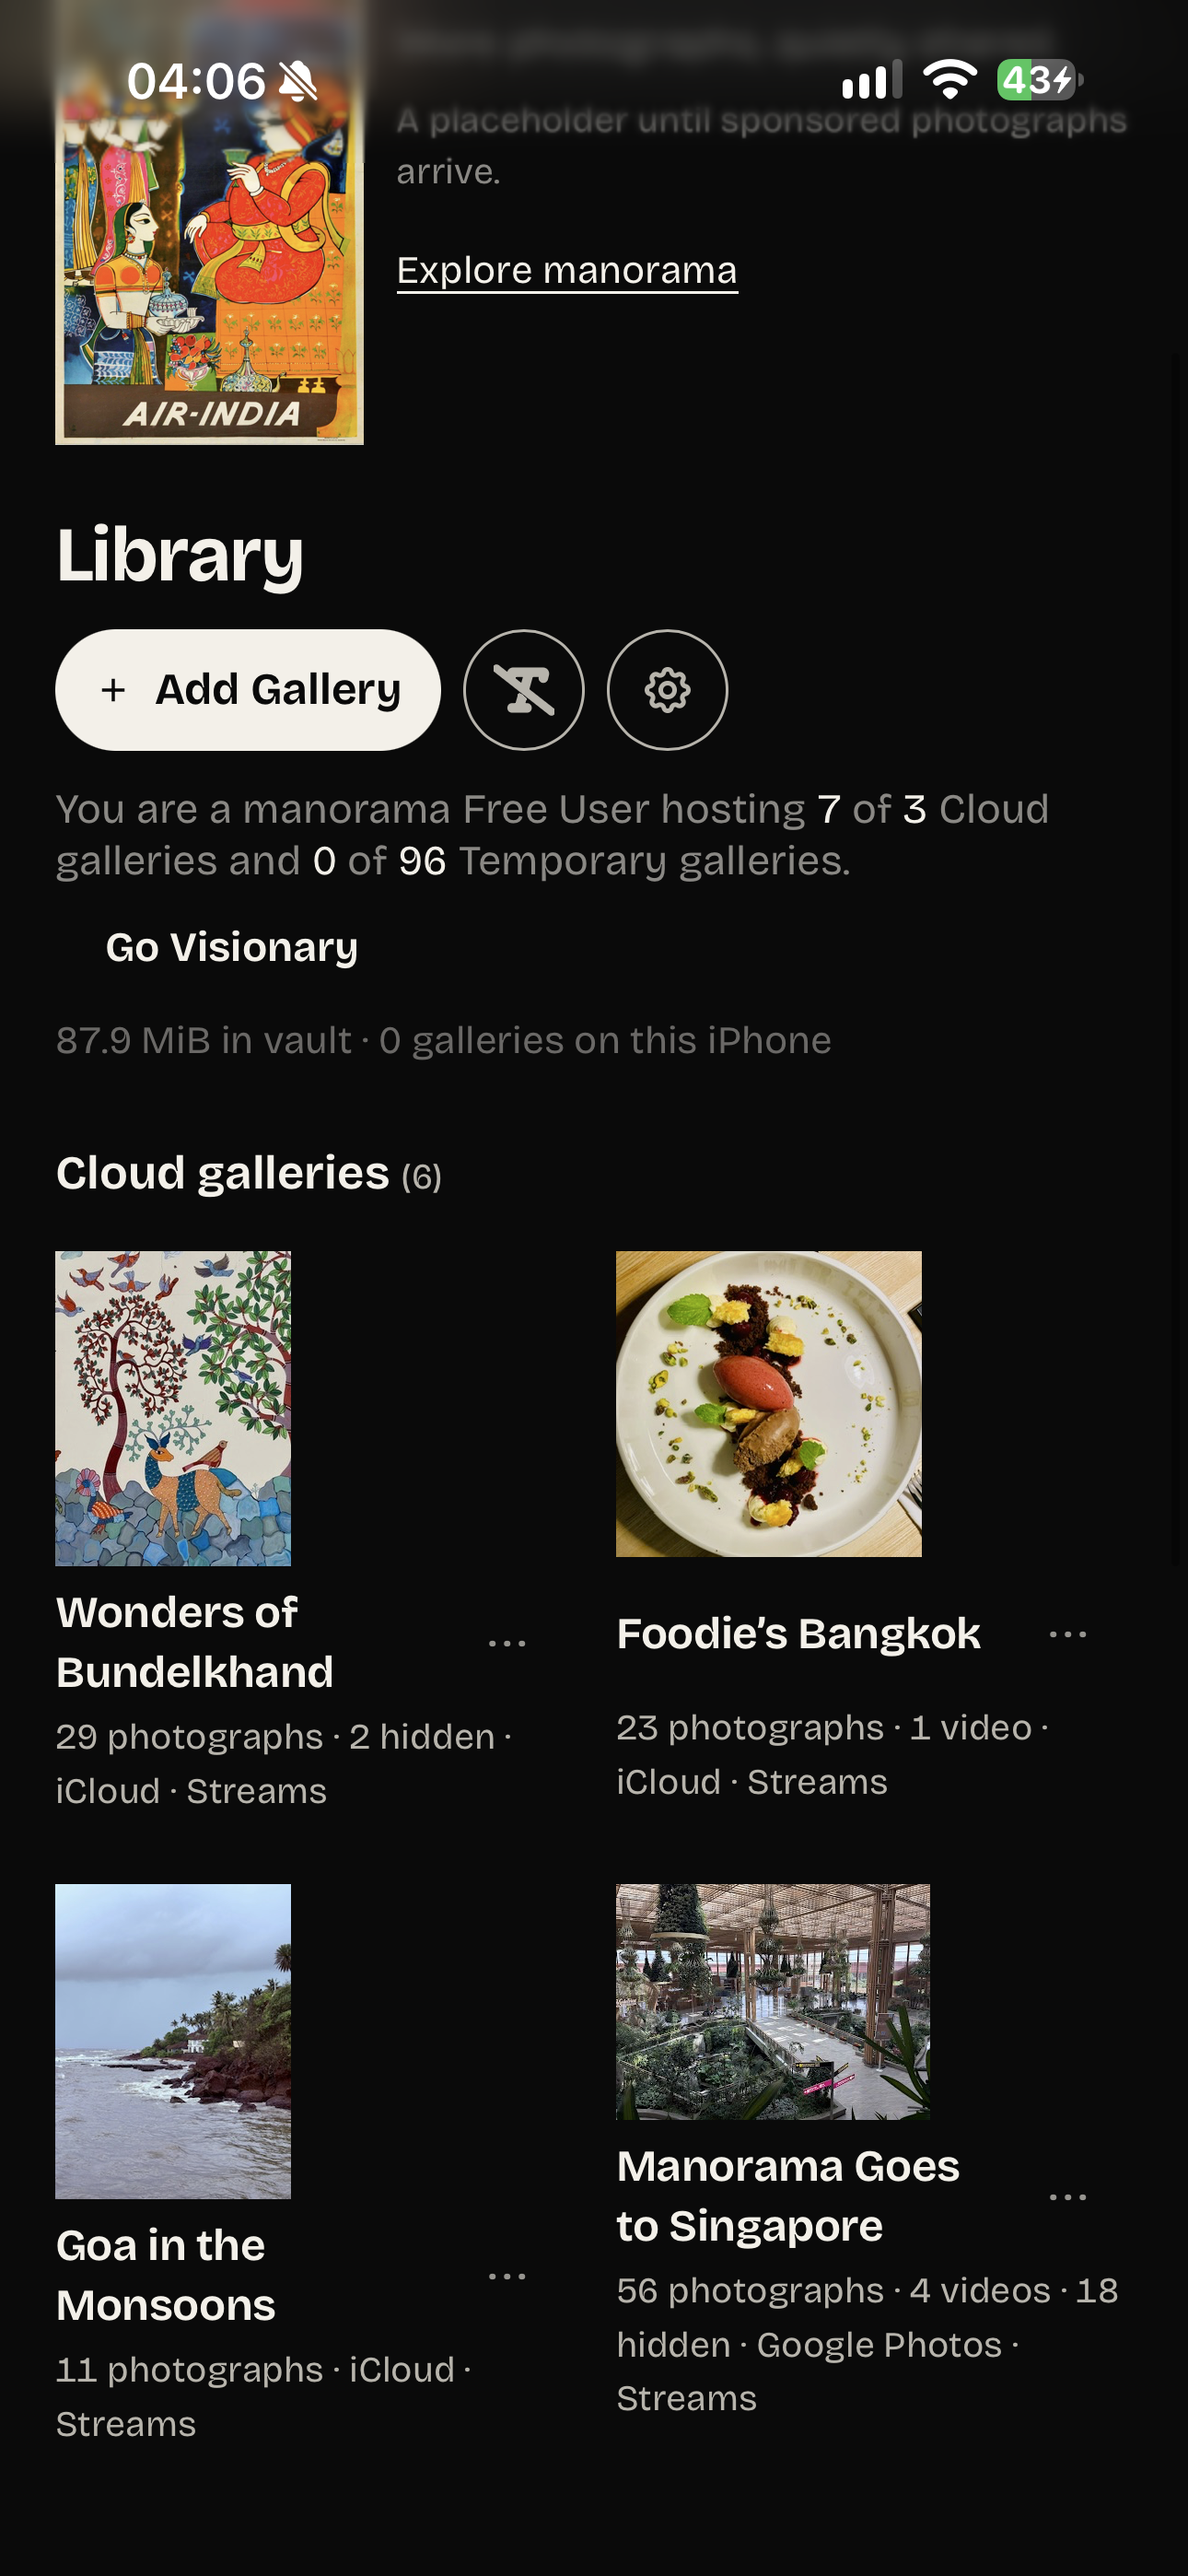 04:06
43
A placeholder until sponsored photographs
arrive.
Explore manorama
AIR-INDIA
Library
+ Add Gallery
You are a manorama Free User hosting 7 of 3 Cloud
galleries and 0 of 96 Temporary galleries.
Go Visionary
87.9 MiB in vault · 0 galleries on this iPhone
Cloud galleries (6)
Wonders of
Bundelkhand
29 photographs · 2 hidden ·
iCloud · Streams
Foodie’s Bangkok
23 photographs · 1 video ·
iCloud · Streams
Goa in the
Monsoons
11 photographs · iCloud ·
Streams
Manorama Goes
to Singapore
56 photographs · 4 videos · 18
hidden · Google Photos ·
Streams